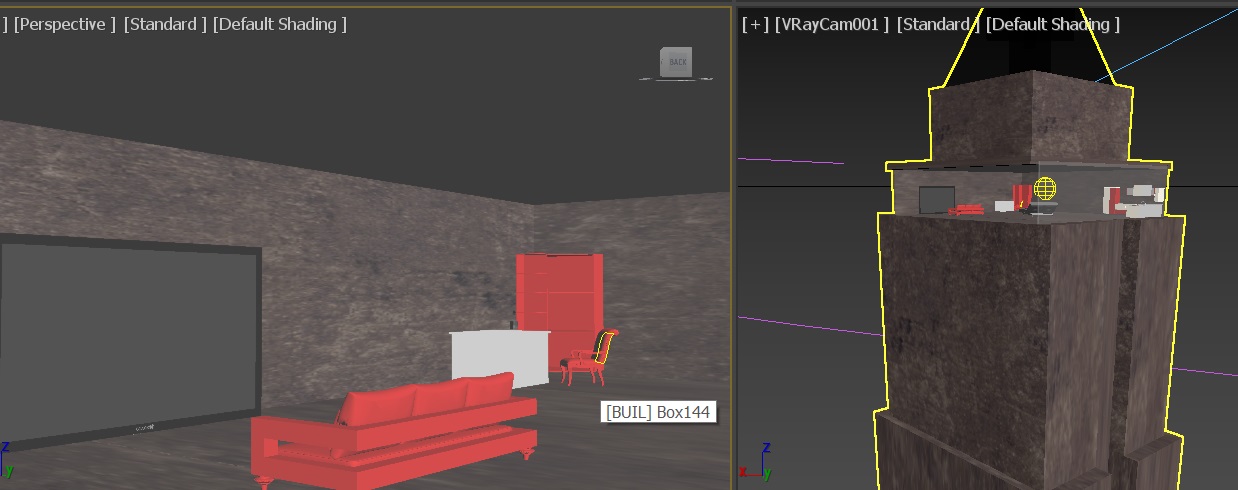 ] [Perspective ] [Standard ] [Default Shading ]
BACK
[BUIL] Box144
z
y
[+] [VRayCam001 ] [Standard ] [Default Shading ]
z
x
y